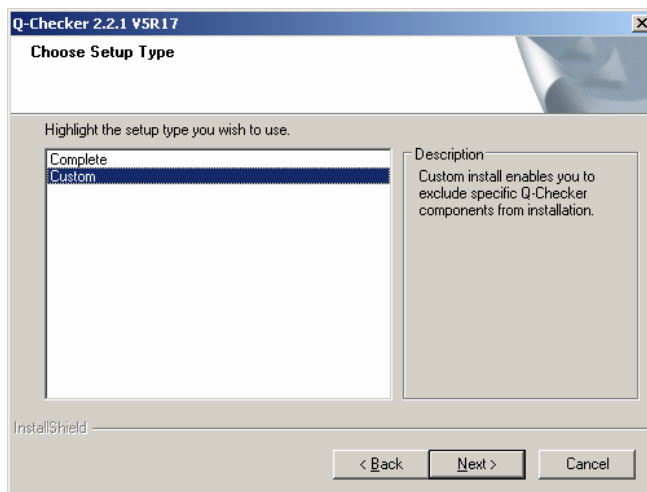 Q-Checker 2.2.1 V5R17
Choose Setup Type
Highlight the setup type you wish to use.
Complete
Custom
Description
Custom install enables you to
exclude specific Q-Checker
components from installation.
InstallShield
< Back
Next >
Cancel